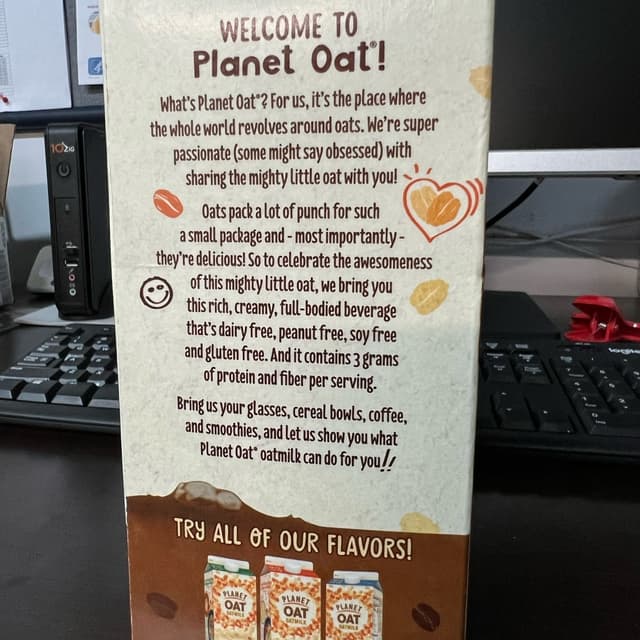 WELCOME TO
Planet Oat®!
What's Planet Oat®? For us, it's the place where
the whole world revolves around oats. We're super
passionate (some might say obsessed) with
sharing the mighty little oat with you!
Oats pack a lot of punch for such
a small package and - most importantly -
they're delicious! So to celebrate the awesomeness
of this mighty little oat, we bring you
this rich, creamy, full-bodied beverage
that's dairy free, peanut free, soy free
and gluten free. And it contains 3 grams
of protein and fiber per serving.
Bring us your glasses, cereal bowls, coffee,
and smoothies, and let us show you what
Planet Oat® oatmilk can do for you!!
TRY ALL OF OUR FLAVORS!
PLANET
OAT
OATMILK
PLANET
OAT
OATMILK
PLANET
OAT
OATMILK
10ZiG